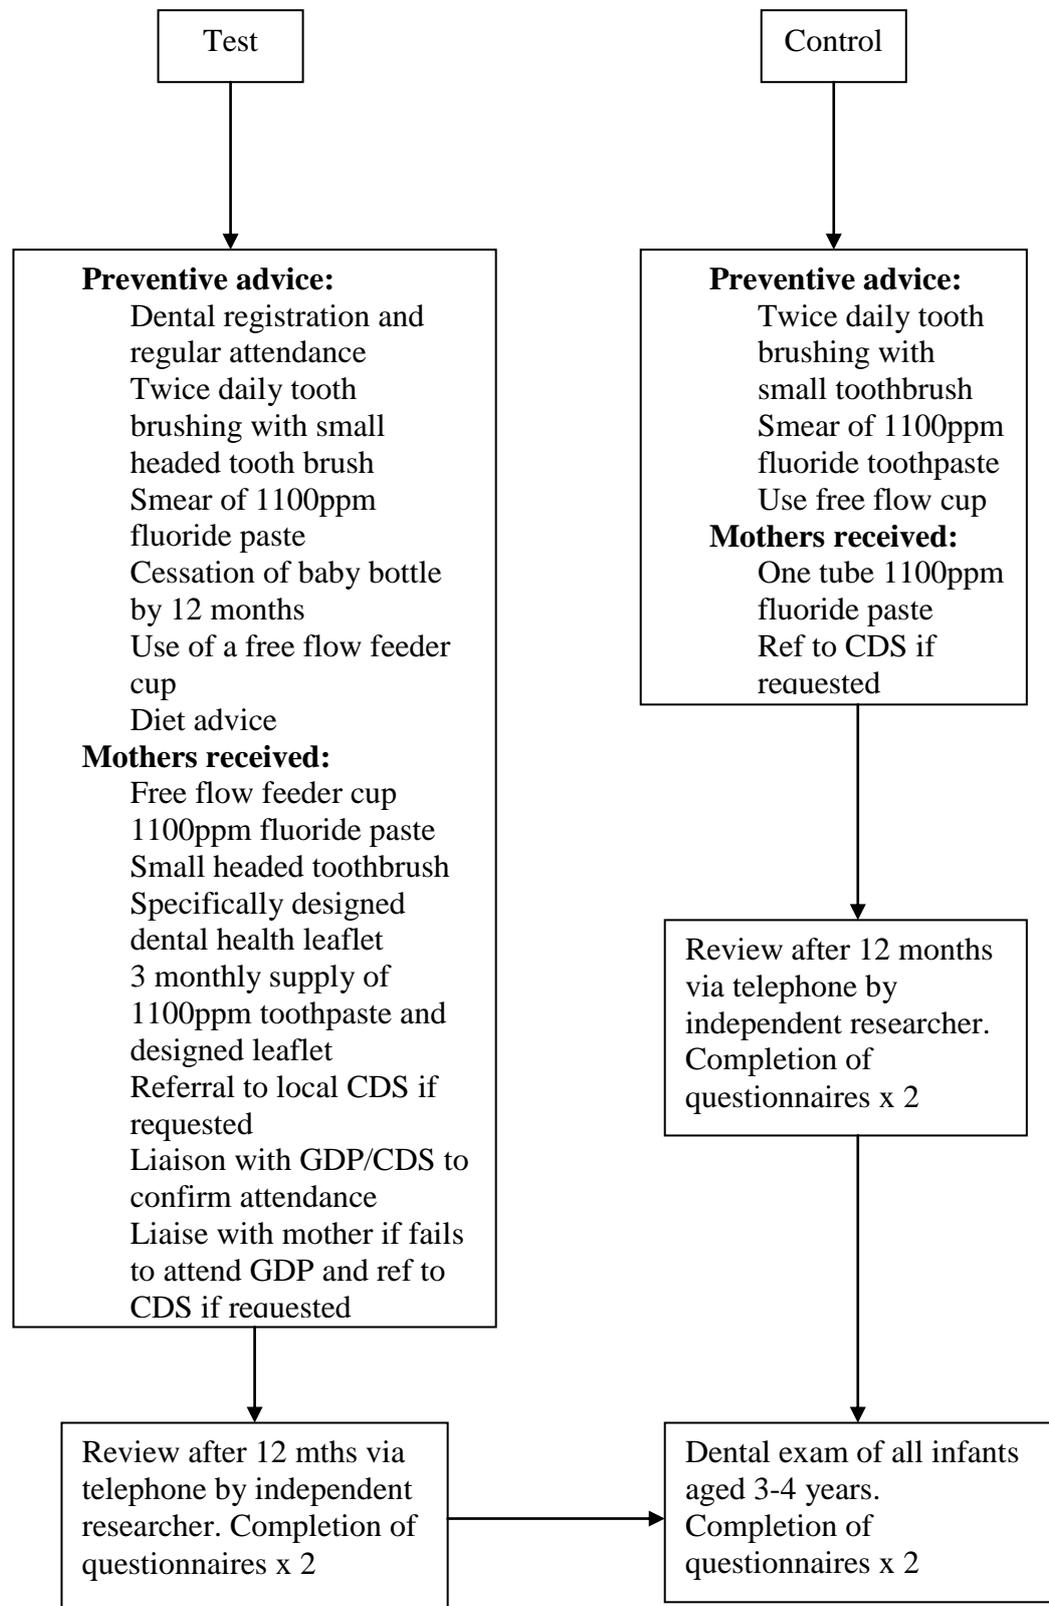 Test
Control
Preventive advice:
Dental registration and
regular attendance
Twice daily tooth
brushing with small
headed tooth brush
Smear of 1100ppm
fluoride paste
Cessation of baby bottle
by 12 months
Use of a free flow feeder
cup
Diet advice
Mothers received:
Free flow feeder cup
1100ppm fluoride paste
Small headed toothbrush
Specifically designed
dental health leaflet
3 monthly supply of
1100ppm toothpaste and
designed leaflet
Referral to local CDS if
requested
Liaison with GDP/CDS to
confirm attendance
Liaise with mother if fails
to attend GDP and ref to
CDS if requested
Preventive advice:
Twice daily tooth
brushing with
small toothbrush
Smear of 1100ppm
fluoride toothpaste
Use free flow cup
Mothers received:
One tube 1100ppm
fluoride paste
Ref to CDS if
requested
Review after 12 months
via telephone by
independent researcher.
Completion of
questionnaires x 2
Review after 12 mths via
telephone by independent
researcher. Completion of
questionnaires x 2
Dental exam of all infants
aged 3-4 years.
Completion of
questionnaires x 2